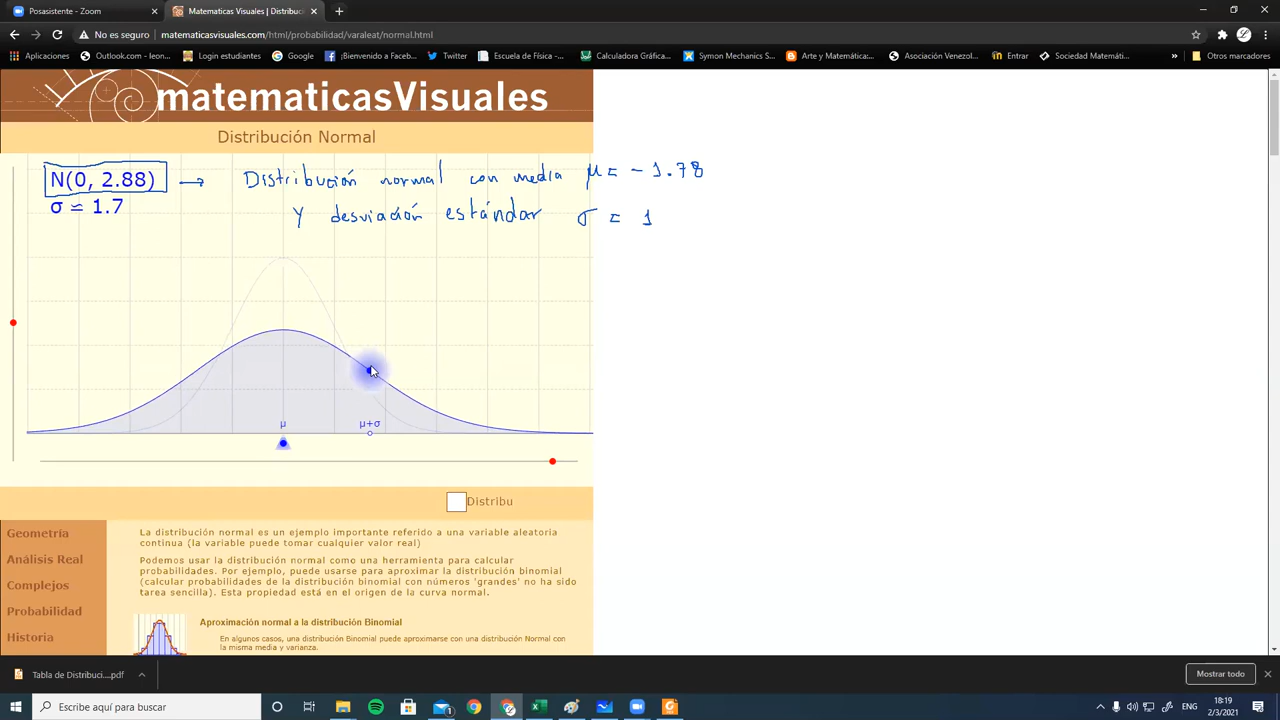 Posasistente - Zoom
Matematicas Visuales | Distribuci
No es seguro | matematicasvisuales.com/html/probabilidad/varaleat/normal.html
Aplicaciones
Outlook.com - leon...
Login estudiantes
Google
¡Bienvenido a Faceb...
Twitter
Escuela de Física -...
Calculadora Gráfica...
Symon Mechanics S...
Arte y Matemática:...
Asociación Venezol...
Entrar
Sociedad Matemáti...
»
Otros marcadores
matematicasVisuales
Distribución Normal
N(0, 2.88) → Distribución normal con media μ = - 1.78
σ ≃ 1.7 y desviación estándar σ = 1
μ
μ+σ
Distribu
Geometría
Análisis Real
Complejos
Probabilidad
Historia
La distribución normal es un ejemplo importante referido a una variable aleatoria
continua (la variable puede tomar cualquier valor real)
Podemos usar la distribución normal como una herramienta para calcular
probabilidades. Por ejemplo, puede usarse para aproximar la distribución binomial
(calcular probabilidades de la distribución binomial con números 'grandes' no ha sido
tarea sencilla). Esta propiedad está en el origen de la curva normal.
Aproximación normal a la distribución Binomial
En algunos casos, una distribución Binomial puede aproximarse con una distribución Normal con
la misma media y varianza.
Tabla de Distribuci....pdf
Mostrar todo
Escribe aquí para buscar
ENG
18:19
2/3/2021